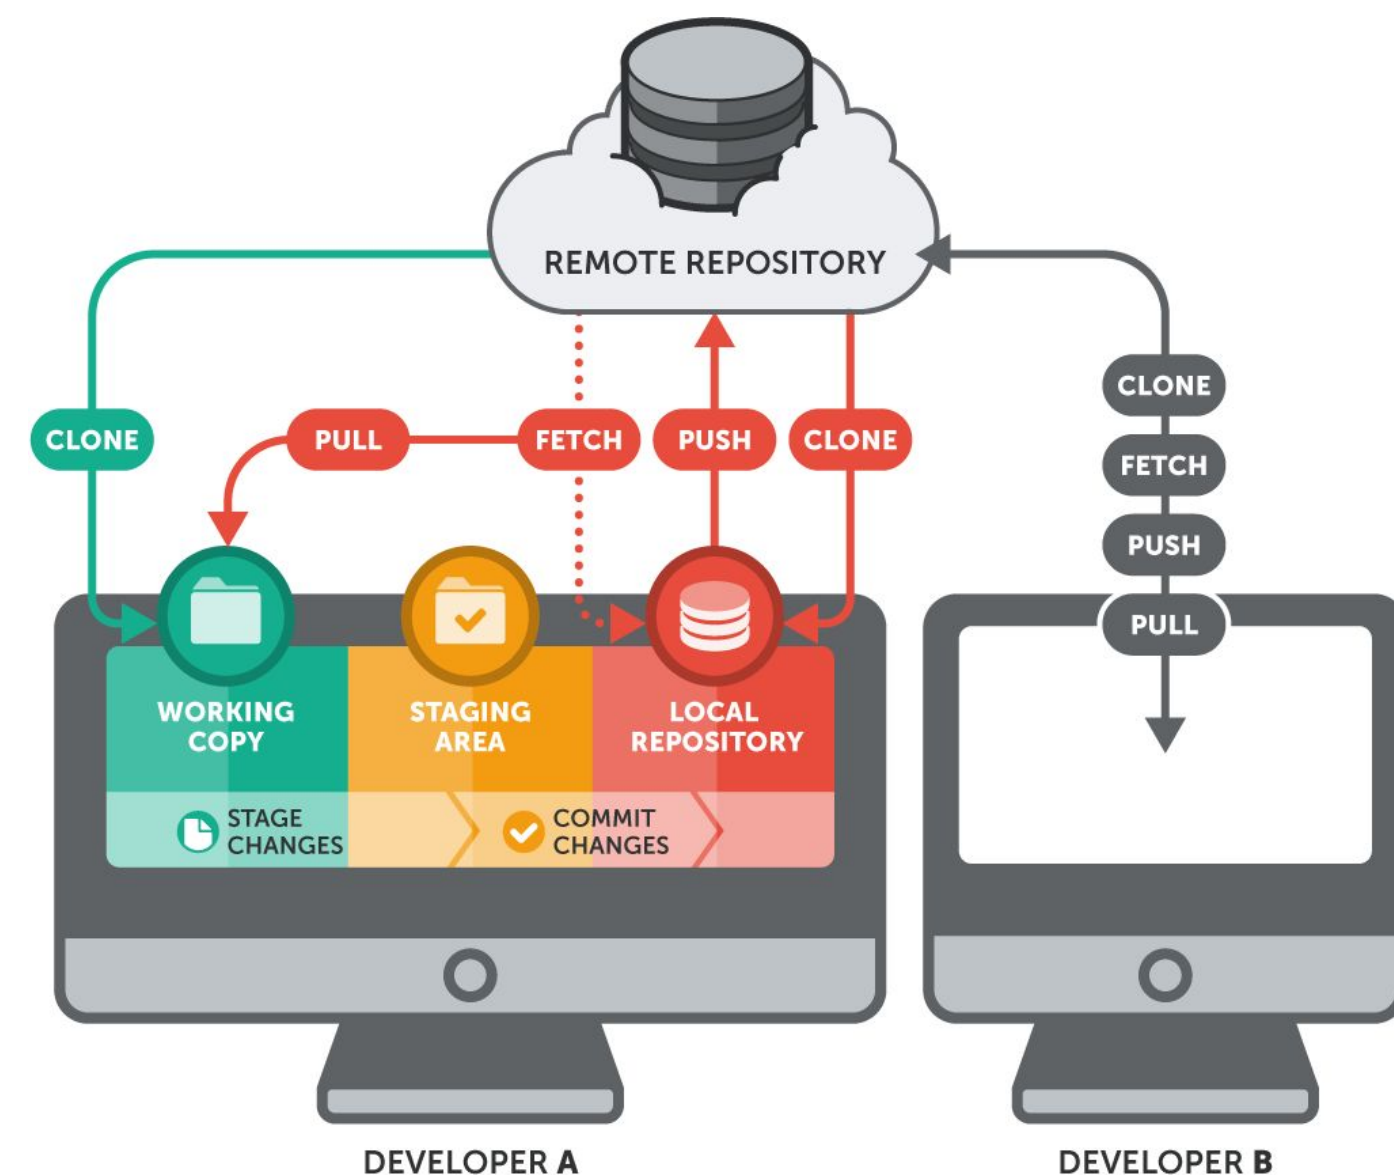 REMOTE REPOSITORY
CLONE
PULL
FETCH
PUSH
CLONE
CLONE
FETCH
PUSH
PULL
WORKING
COPY
STAGING
AREA
LOCAL
REPOSITORY
STAGE
CHANGES
COMMIT
CHANGES
DEVELOPER A
DEVELOPER B